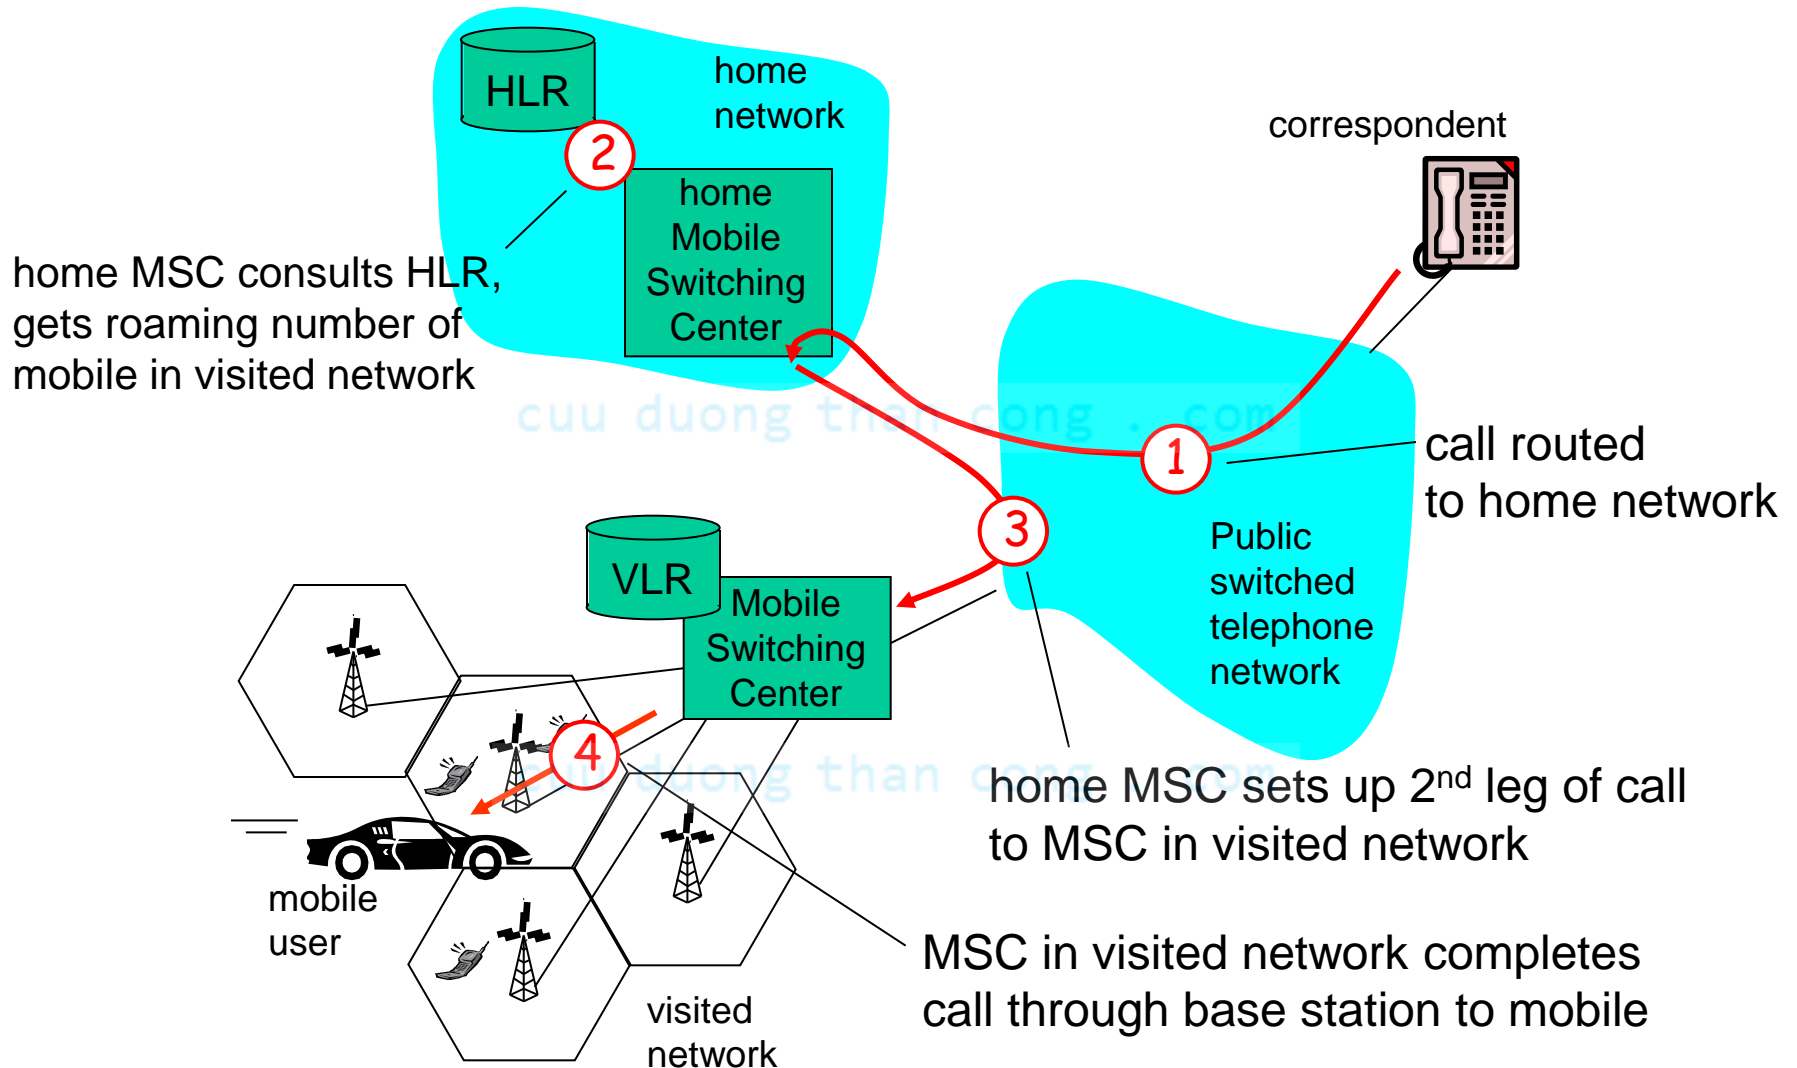 HLR
home
network
2
home
Mobile
Switching
Center
correspondent
home MSC consults HLR,
gets roaming number of
mobile in visited network
cuu duong than cong . com
1
call routed
to home network
3
Public
switched
telephone
network
VLR
Mobile
Switching
Center
4
cuu duong than cong . com
home MSC sets up 2nd leg of call
to MSC in visited network
mobile
user
MSC in visited network completes
call through base station to mobile
visited
network